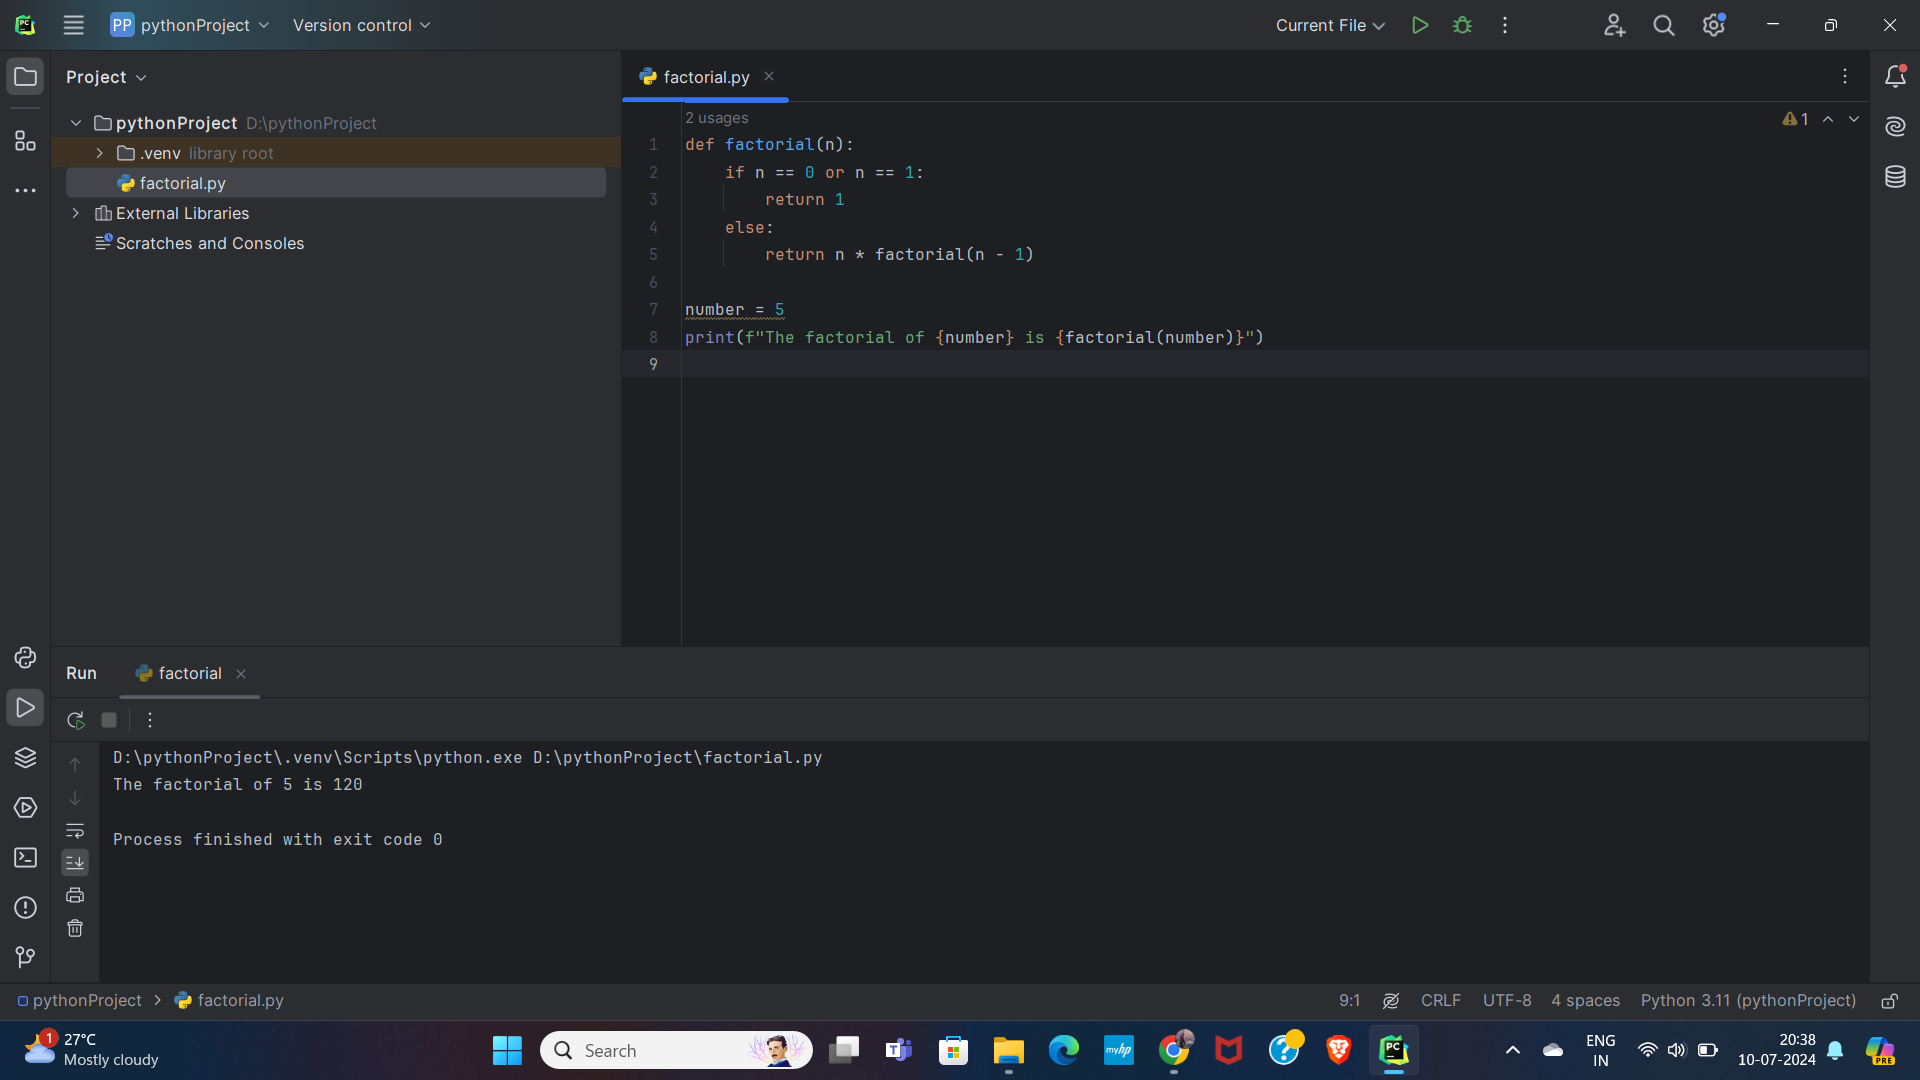 PP pythonProject Version control Current File
Project
factorial.py
pythonProject D:\pythonProject
.venv library root
factorial.py
External Libraries
Scratches and Consoles
2 usages
1
1 def factorial(n):
2     if n == 0 or n == 1:
3         return 1
4     else:
5         return n * factorial(n - 1)
6
7 number = 5
8 print(f"The factorial of {number} is {factorial(number)}")
9
Run factorial
D:\pythonProject\.venv\Scripts\python.exe D:\pythonProject\factorial.py
The factorial of 5 is 120
Process finished with exit code 0
pythonProject > factorial.py 9:1 CRLF UTF-8 4 spaces Python 3.11 (pythonProject)
1
27°C
Mostly cloudy
Search
myhp
PC
ENG
IN
20:38
10-07-2024
PRE